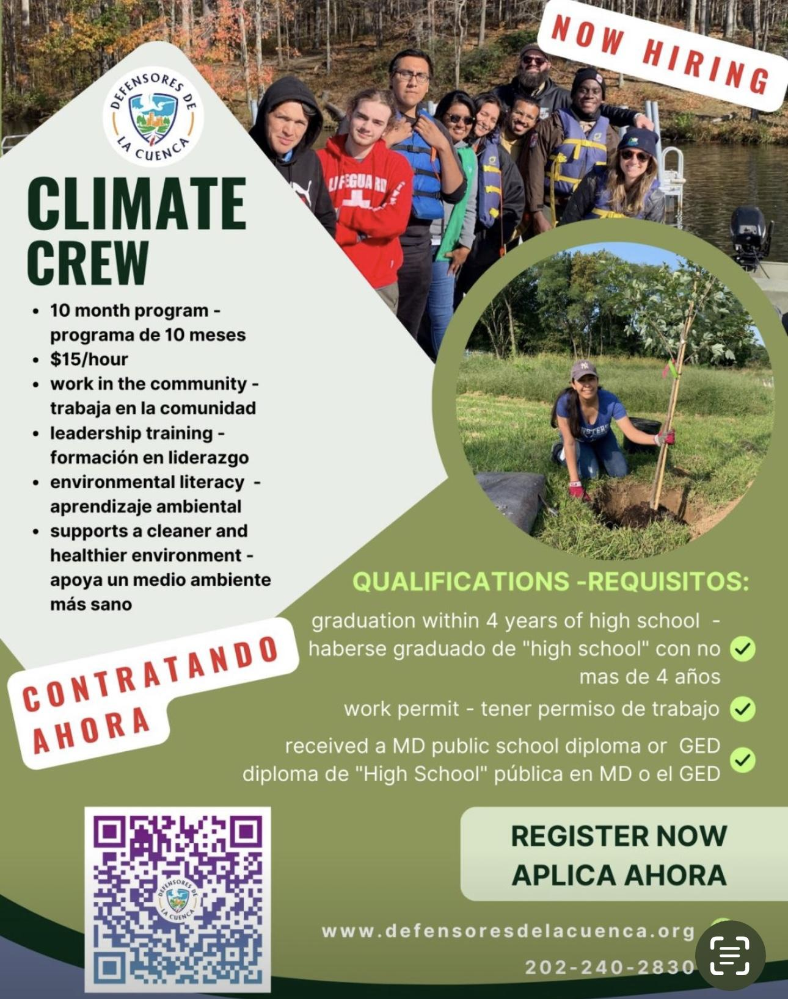 NOW HIRING
DEFENSORES DE
LA CUENCA
LIFEGUARD
CLIMATE
CREW
• 10 month program -
programa de 10 meses
• $15/hour
• work in the community -
trabaja en la comunidad
• leadership training -
formación en liderazgo
• environmental literacy -
aprendizaje ambiental
• supports a cleaner and
healthier environment -
apoya un medio ambiente
más sano
CONTRATANDO
AHORA
QUALIFICATIONS -REQUISITOS:
graduation within 4 years of high school -
haberse graduado de "high school" con no
mas de 4 años
work permit - tener permiso de trabajo
received a MD public school diploma or GED
diploma de "High School" pública en MD o el GED
DEFENSORES DE
LA CUENCA
REGISTER NOW
APLICA AHORA
www.defensoresdelacuenca.org
202-240-2830